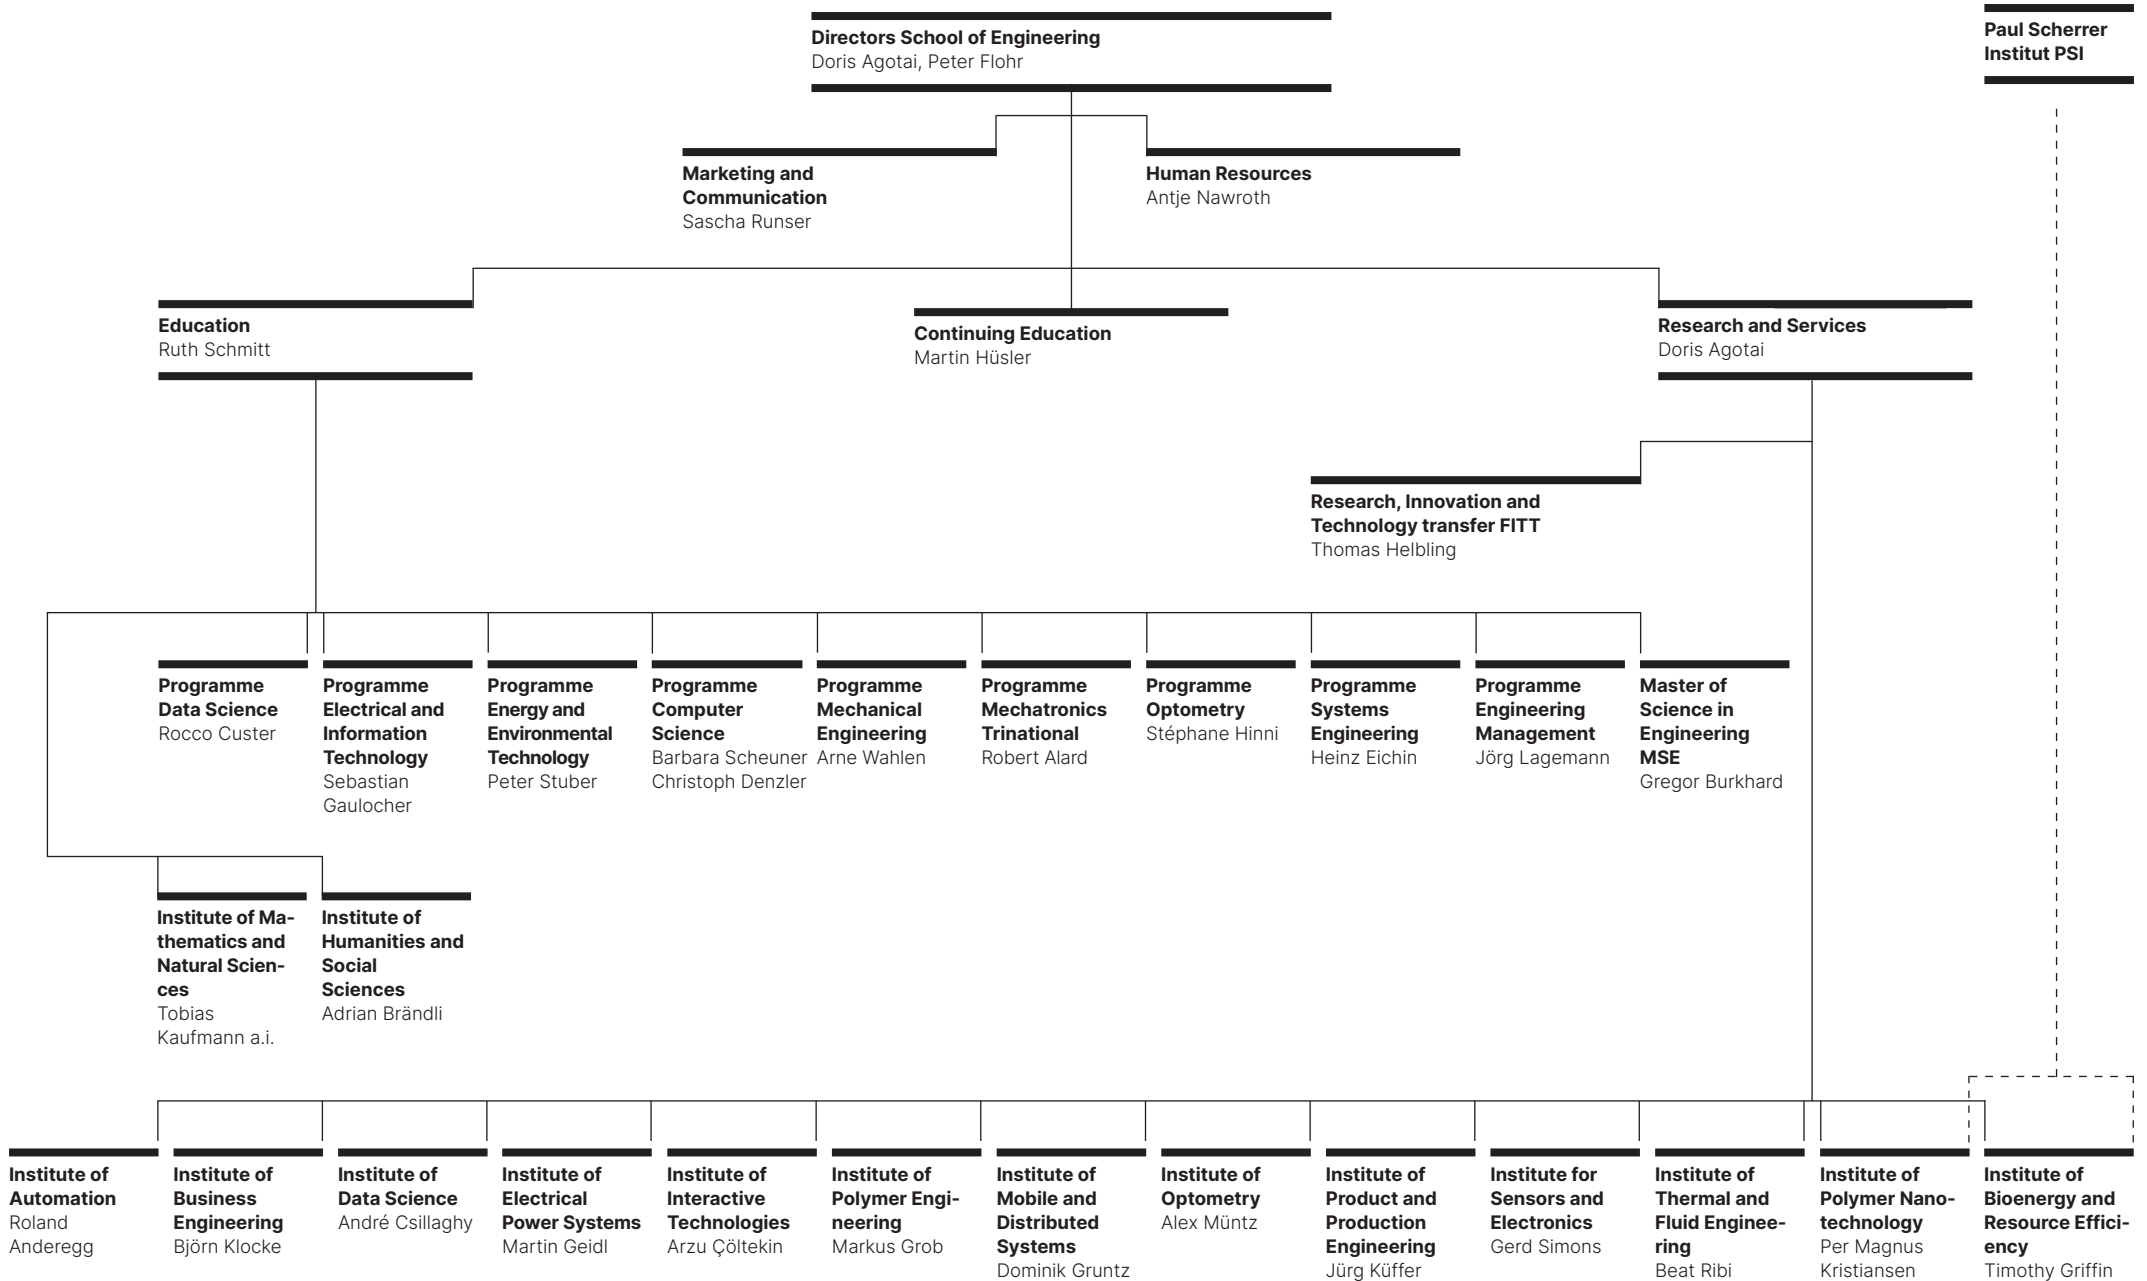 Directors School of Engineering
Doris Agotai, Peter Flohr
Paul Scherrer
Institut PSI
Marketing and
Communication
Sascha Runser
Human Resources
Antje Nawroth
Education
Ruth Schmitt
Continuing Education
Martin Hüsler
Research and Services
Doris Agotai
Research, Innovation and
Technology transfer FITT
Thomas Helbling
Programme
Data Science
Rocco Custer
Programme
Electrical and
Information
Technology
Sebastian
Gaulocher
Programme
Energy and
Environmental
Technology
Peter Stuber
Programme
Computer
Science
Barbara Scheuner
Christoph Denzler
Programme
Mechanical
Engineering
Arne Wahlen
Programme
Mechatronics
Trinational
Robert Alard
Programme
Optometry
Stéphane Hinni
Programme
Systems
Engineering
Heinz Eichin
Programme
Engineering
Management
Jörg Lagemann
Master of
Science in
Engineering
MSE
Gregor Burkhard
Institute of Ma-
thematics and
Natural Scien-
ces
Tobias
Kaufmann a.i.
Institute of
Humanities and
Social
Sciences
Adrian Brändli
Institute of
Automation
Roland
Anderegg
Institute of
Business
Engineering
Björn Klocke
Institute of
Data Science
André Csillaghy
Institute of
Electrical
Power Systems
Martin Geidl
Institute of
Interactive
Technologies
Arzu Çöltekin
Institute of
Polymer Engi-
neering
Markus Grob
Institute of
Mobile and
Distributed
Systems
Dominik Gruntz
Institute of
Optometry
Alex Müntz
Institute of
Product and
Production
Engineering
Jürg Küffer
Institute for
Sensors and
Electronics
Gerd Simons
Institute of
Thermal and
Fluid Enginee-
ring
Beat Ribi
Institute of
Polymer Nano-
technology
Per Magnus
Kristiansen
Institute of
Bioenergy and
Resource Effici-
ency
Timothy Griffin